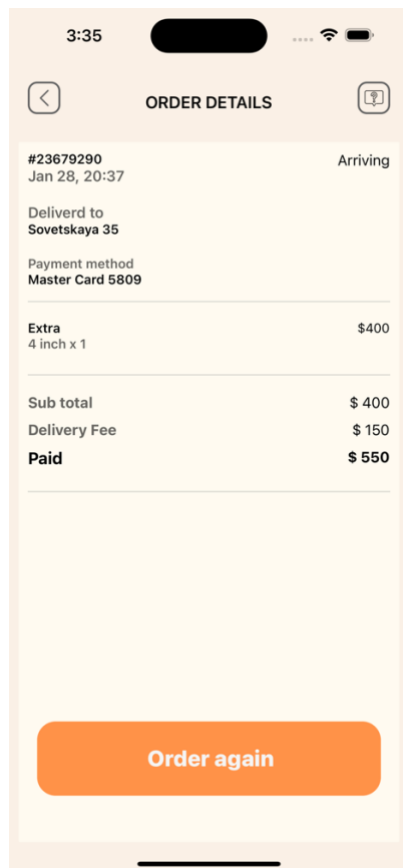 3:35
ORDER DETAILS
#23679290 Arriving
Jan 28, 20:37
Deliverd to
Sovetskaya 35
Payment method
Master Card 5809
Extra $400
4 inch x 1
Sub total $ 400
Delivery Fee $ 150
Paid $ 550
Order again